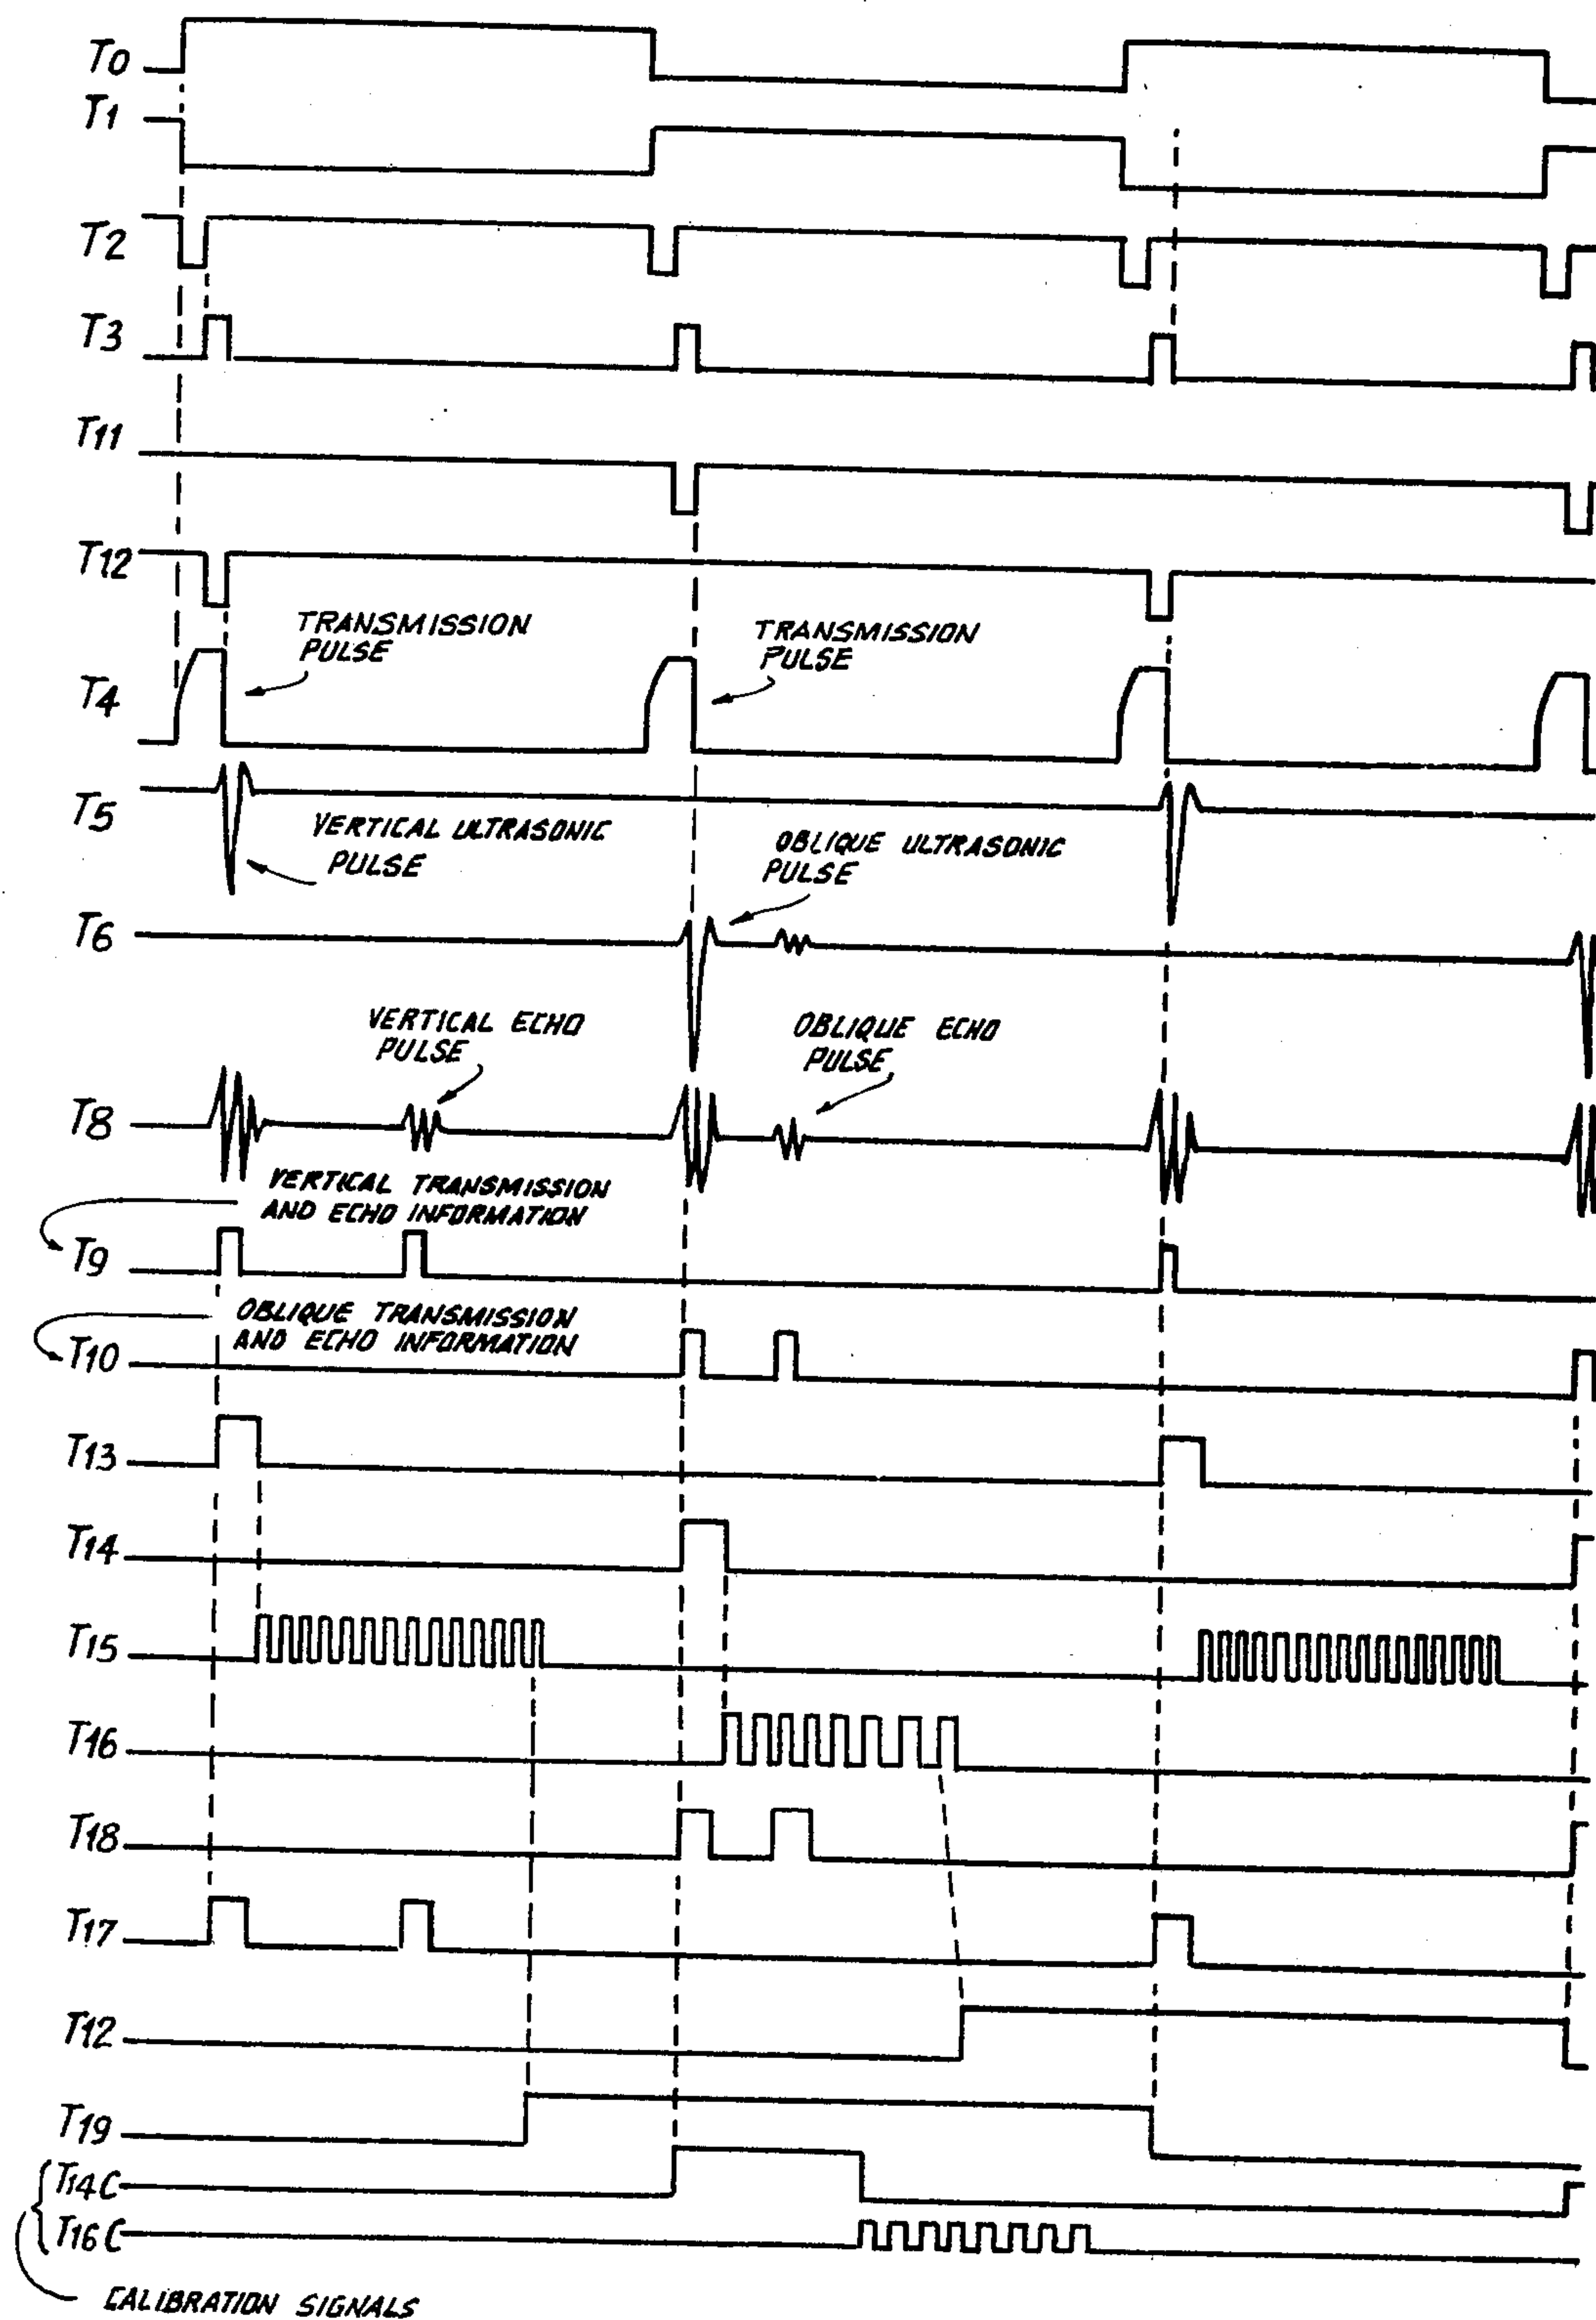 T0
T1
T2
T3
T11
T12
TRANSMISSION
PULSE
TRANSMISSION
PULSE
T4
T5
VERTICAL ULTRASONIC
PULSE
OBLIQUE ULTRASONIC
PULSE
T6
VERTICAL ECHO
PULSE
OBLIQUE ECHO
PULSE
T8
VERTICAL TRANSMISSION
AND ECHO INFORMATION
T9
OBLIQUE TRANSMISSION
AND ECHO INFORMATION
T10
T13
T14
T15
T16
T18
T17
T12
T19
T14C
T16C
CALIBRATION SIGNALS